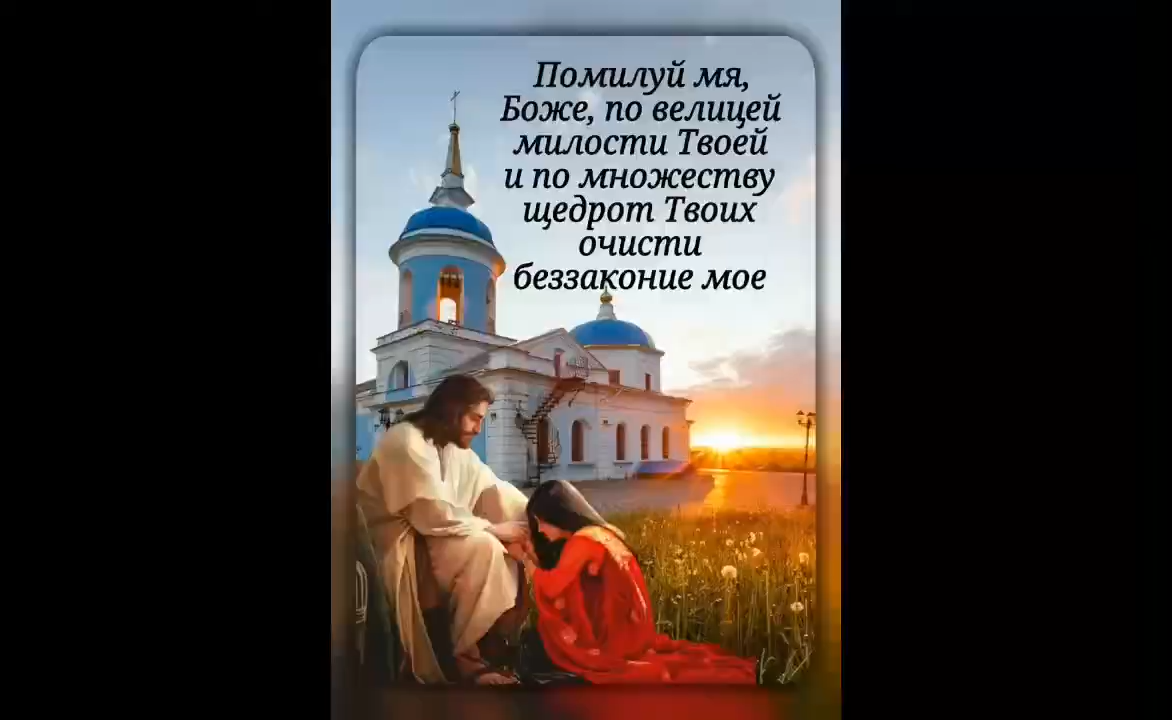 Помилуй мя,
Боже, по велицей
милости Твоей
и по множеству
щедрот Твоих
очисти
беззаконие мое